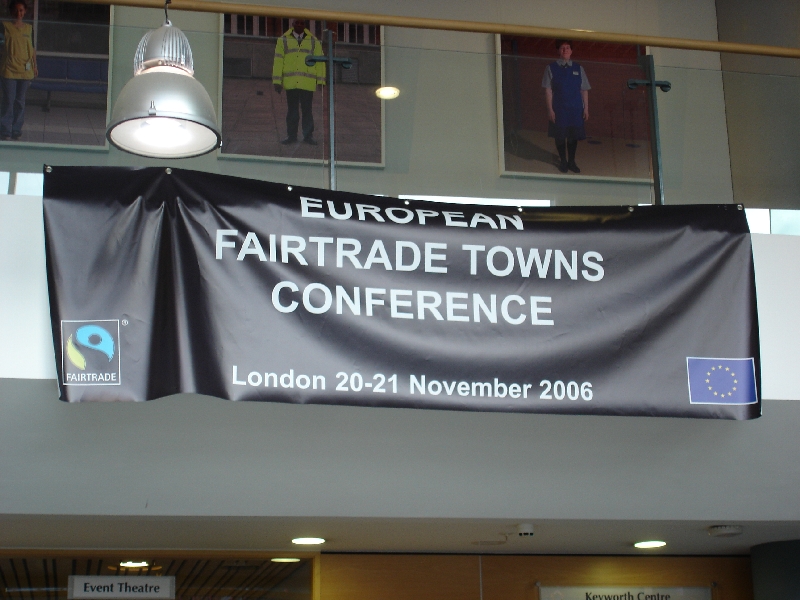 EUROPEAN
FAIRTRADE TOWNS
CONFERENCE
London 20-21 November 2006
FAIRTRADE
®
Event Theatre
Keyworth Centre